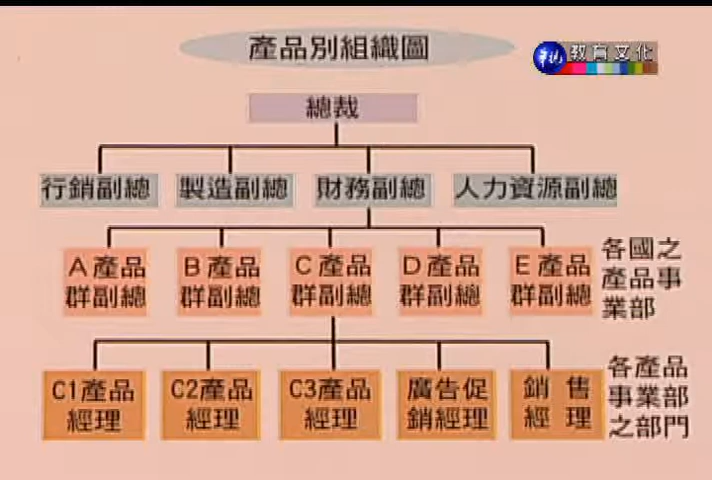 產品別組織圖
華視 教育文化
總裁
行銷副總 製造副總 財務副總 人力資源副總
A產品 B產品 C產品 D產品 E產品
群副總 群副總 群副總 群副總 群副總
各國之
產品事
業部
C1產品 C2產品 C3產品 廣告促 銷售
經理 經理 經理 銷經理 經理
各產品
事業部
之部門